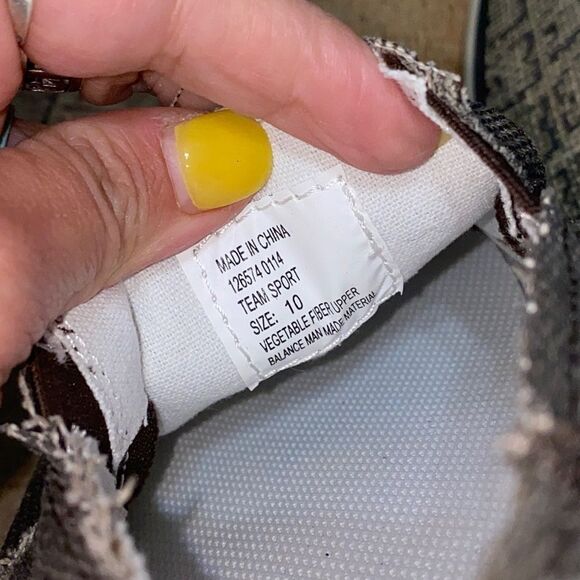 MADE IN CHINA
126574 0114
TEAM SPORT
SIZE: 10
VEGETABLE FIBER UPPER
BALANCE MAN MADE MATERIAL